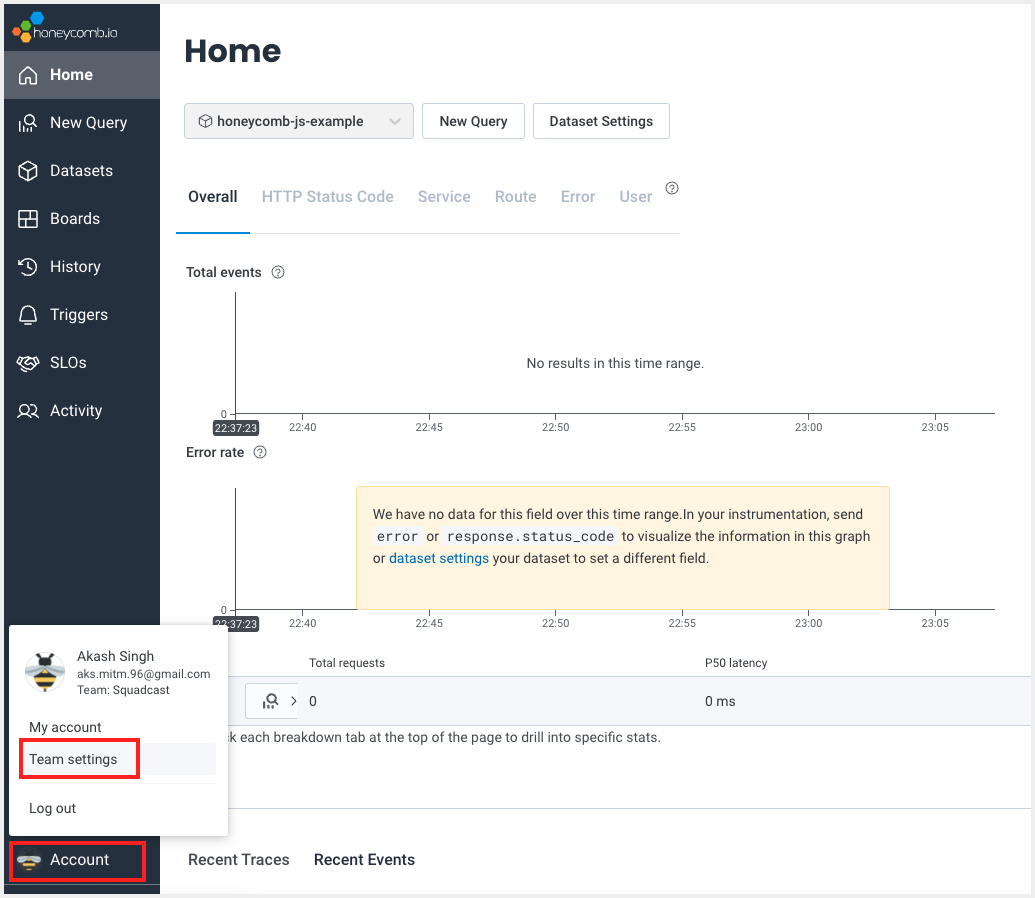 honeycomb.io
Home
New Query
Datasets
Boards
History
Triggers
SLOs
Activity
Akash Singh
aks.mitm.96@gmail.com
Team: Squadcast
My account
Team settings
Log out
Account
Home
honeycomb-js-example New Query Dataset Settings
Overall HTTP Status Code Service Route Error User ?
Total events ?
No results in this time range.
0
22:37:23 22:40 22:45 22:50 22:55 23:00 23:05
Error rate ?
We have no data for this field over this time range.In your instrumentation, send
error or response.status_code to visualize the information in this graph
or dataset settings your dataset to set a different field.
0
22:37:23 22:40 22:45 22:50 22:55 23:00 23:05
Total requests P50 latency
0 0 ms
each breakdown tab at the top of the page to drill into specific stats.
Recent Traces Recent Events